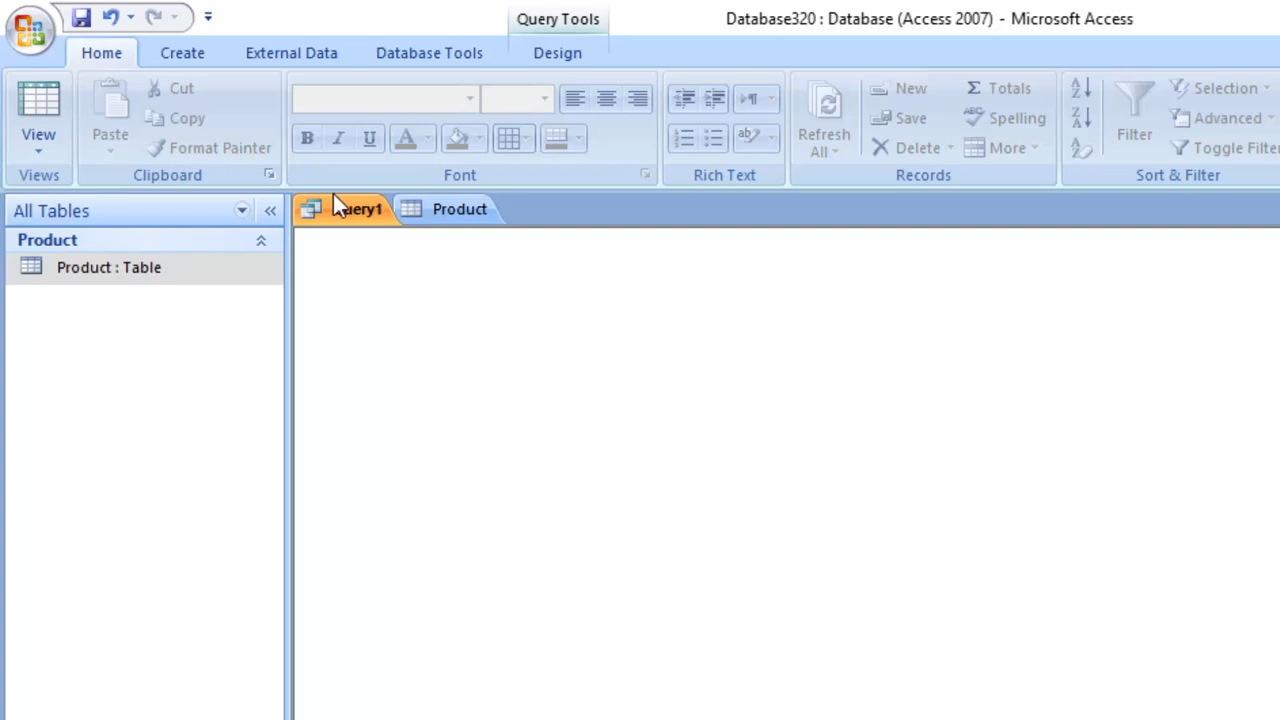 Query Tools
Database320 : Database (Access 2007) - Microsoft Access
Home Create External Data Database Tools Design
View
Views
Paste
Cut
Copy
Format Painter
Clipboard
B I U A
Font
ab
Rich Text
Refresh All
New
Save
Delete
Totals
Spelling
More
Records
Filter
Selection
Advanced
Toggle
Sort & Filter
All Tables
Product
Product : Table
Product